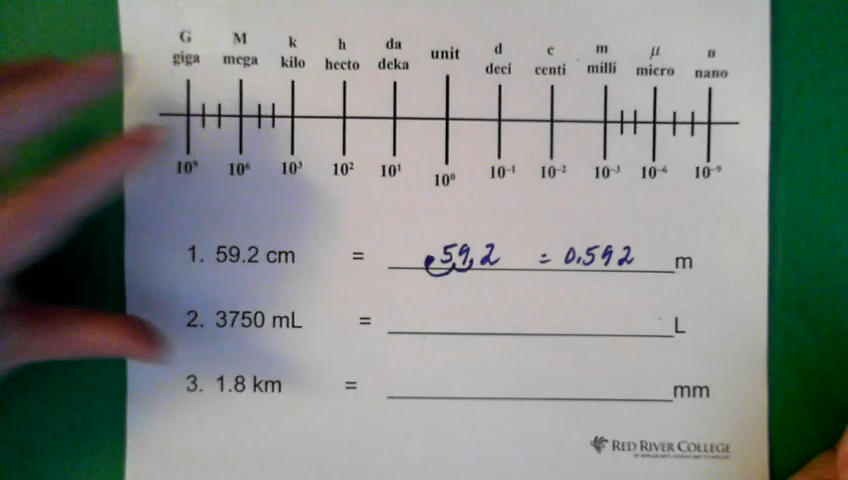 G M k h da unit d c m μ n
giga mega kilo hecto deka deci centi milli micro nano
10⁹ 10⁶ 10³ 10² 10¹ 10⁰ 10⁻¹ 10⁻² 10⁻³ 10⁻⁶ 10⁻⁹
1. 59.2 cm = .59.2 = 0.592 m
2. 3750 mL = L
3. 1.8 km = mm
RED RIVER COLLEGE